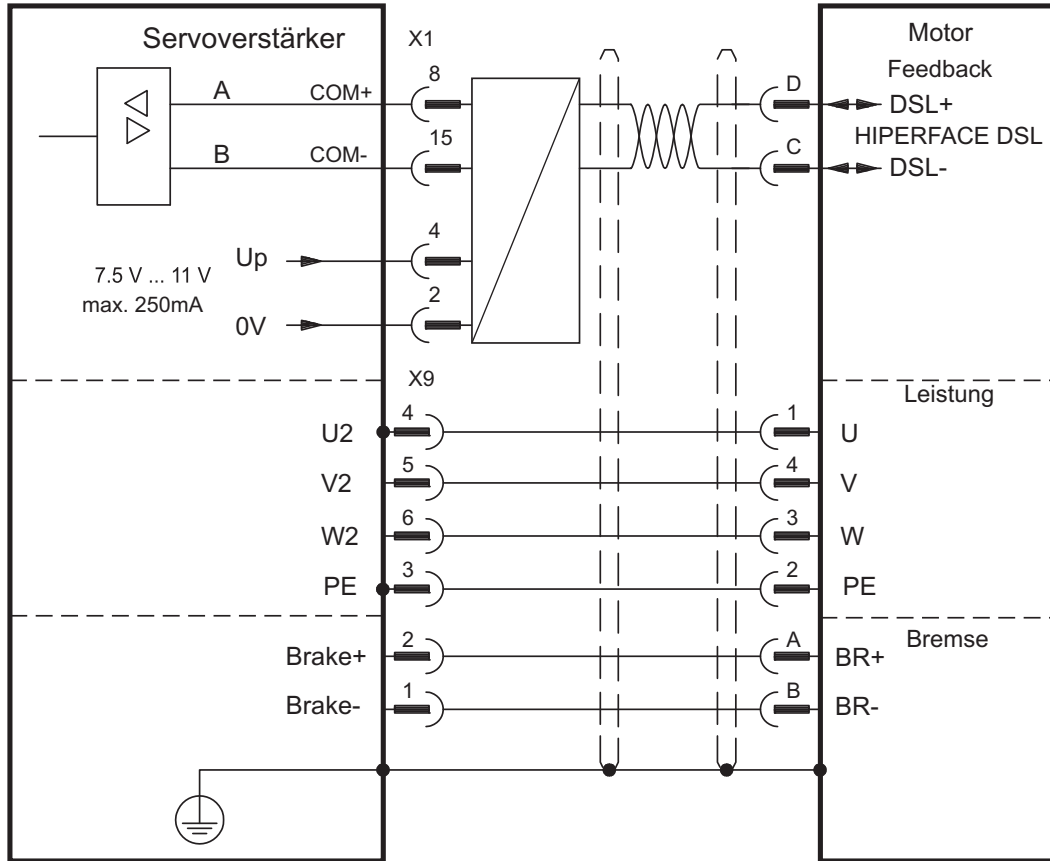 Servoverstärker
X1
Motor
Feedback
A COM+ 8 D DSL+
HIPERFACE DSL
B COM- 15 C DSL-
Up 4
7.5 V ... 11 V
max. 250mA
0V 2
X9
Leistung
U2 4 1 U
V2 5 4 V
W2 6 3 W
PE 3 2 PE
Bremse
Brake+ 2 A BR+
Brake- 1 B BR-